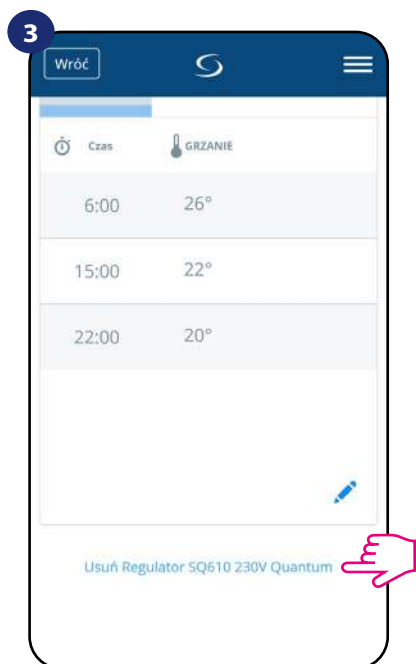 3
Wróć
Czas GRZANIE
6:00 26°
15:00 22°
22:00 20°
Usuń Regulator SQ610 230V Quantum